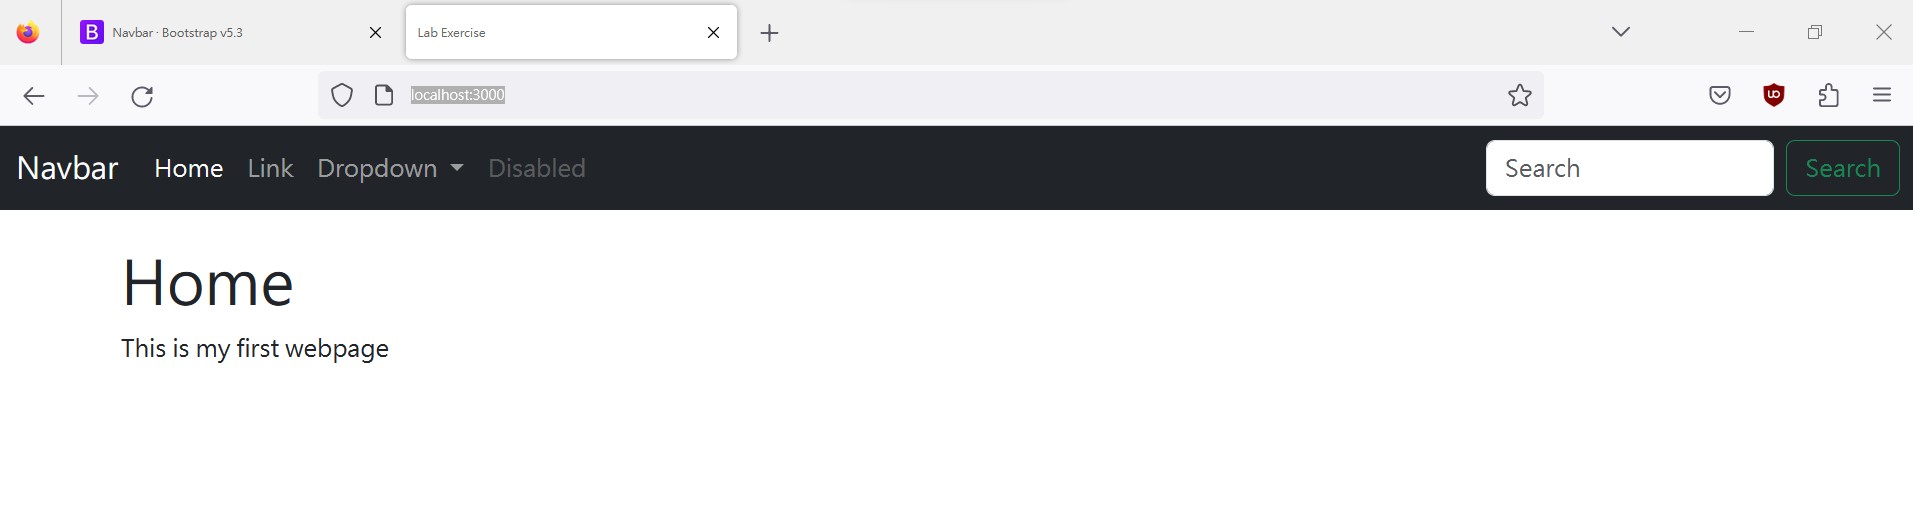 Navbar · Bootstrap v5.3
Lab Exercise
localhost:3000
Navbar Home Link Dropdown Disabled Search Search
Home
This is my first webpage